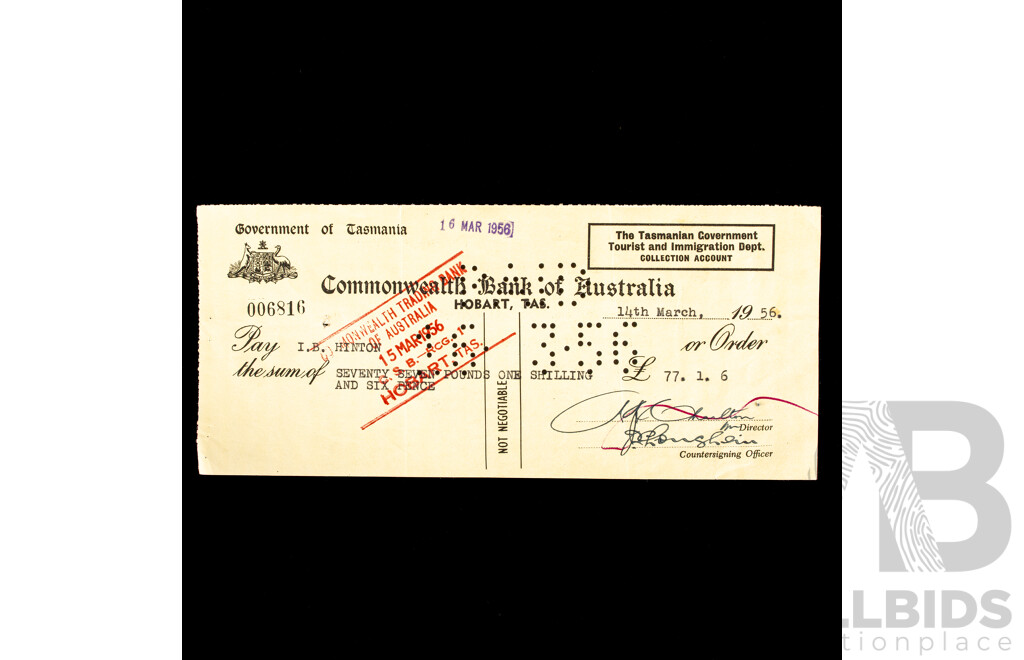 Government of Tasmania
16 MAR 1956
The Tasmanian Government
Tourist and Immigration Dept.
COLLECTION ACCOUNT
Commonwealth Bank of Australia
HOBART, TAS.
006816
14th March, 1956.
COMMONWEALTH TRADING BANK
OF AUSTRALIA
15 MAR 1956
HOBART, TAS.
Pay I.B. HINTON or Order
the sum of SEVENTY SEVEN POUNDS ONE SHILLING £ 77. 1. 6
AND SIX PENCE
3·56
NOT NEGOTIABLE
Director
Countersigning Officer
B
LLBIDS
tionplace